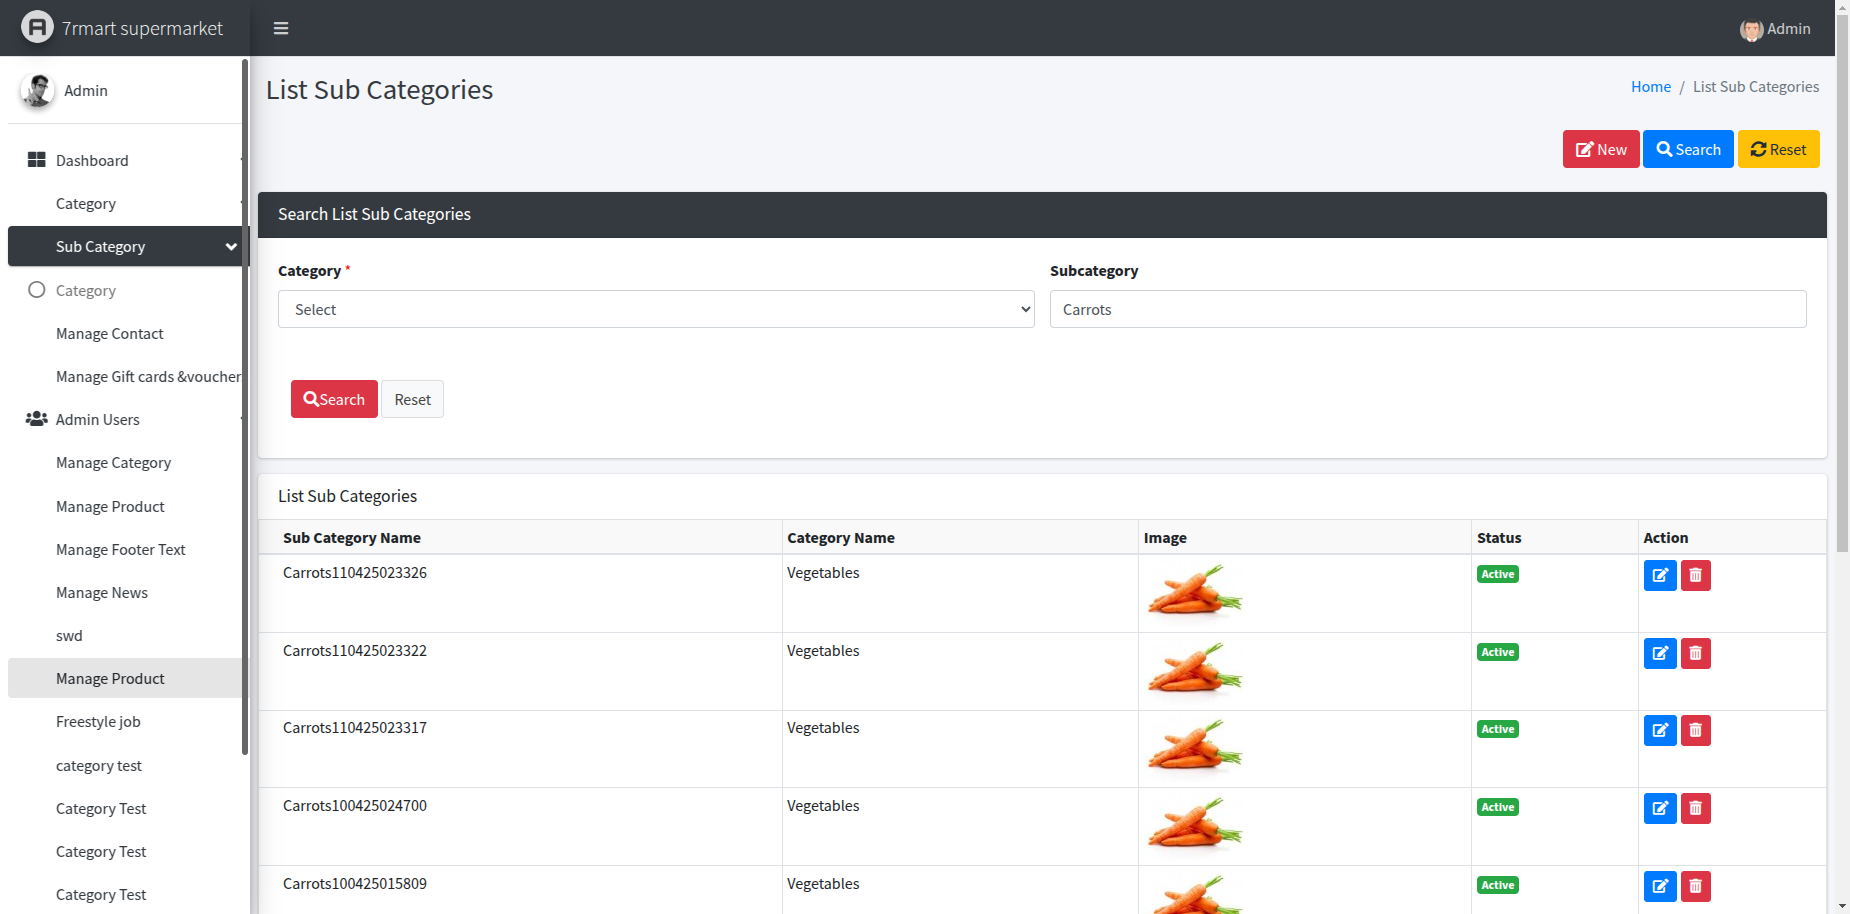 7rmart supermarket
Admin
Admin
Dashboard
Category
Sub Category
Category
Manage Contact
Manage Gift cards &voucher
Admin Users
Manage Category
Manage Product
Manage Footer Text
Manage News
swd
Manage Product
Freestyle job
category test
Category Test
Category Test
Category Test
List Sub Categories
Home / List Sub Categories
New Search Reset
Search List Sub Categories
Category * Subcategory
Select Carrots
Search Reset
List Sub Categories
Sub Category Name Category Name Image Status Action
Carrots110425023326 Vegetables Active
Carrots110425023322 Vegetables Active
Carrots110425023317 Vegetables Active
Carrots100425024700 Vegetables Active
Carrots100425015809 Vegetables Active